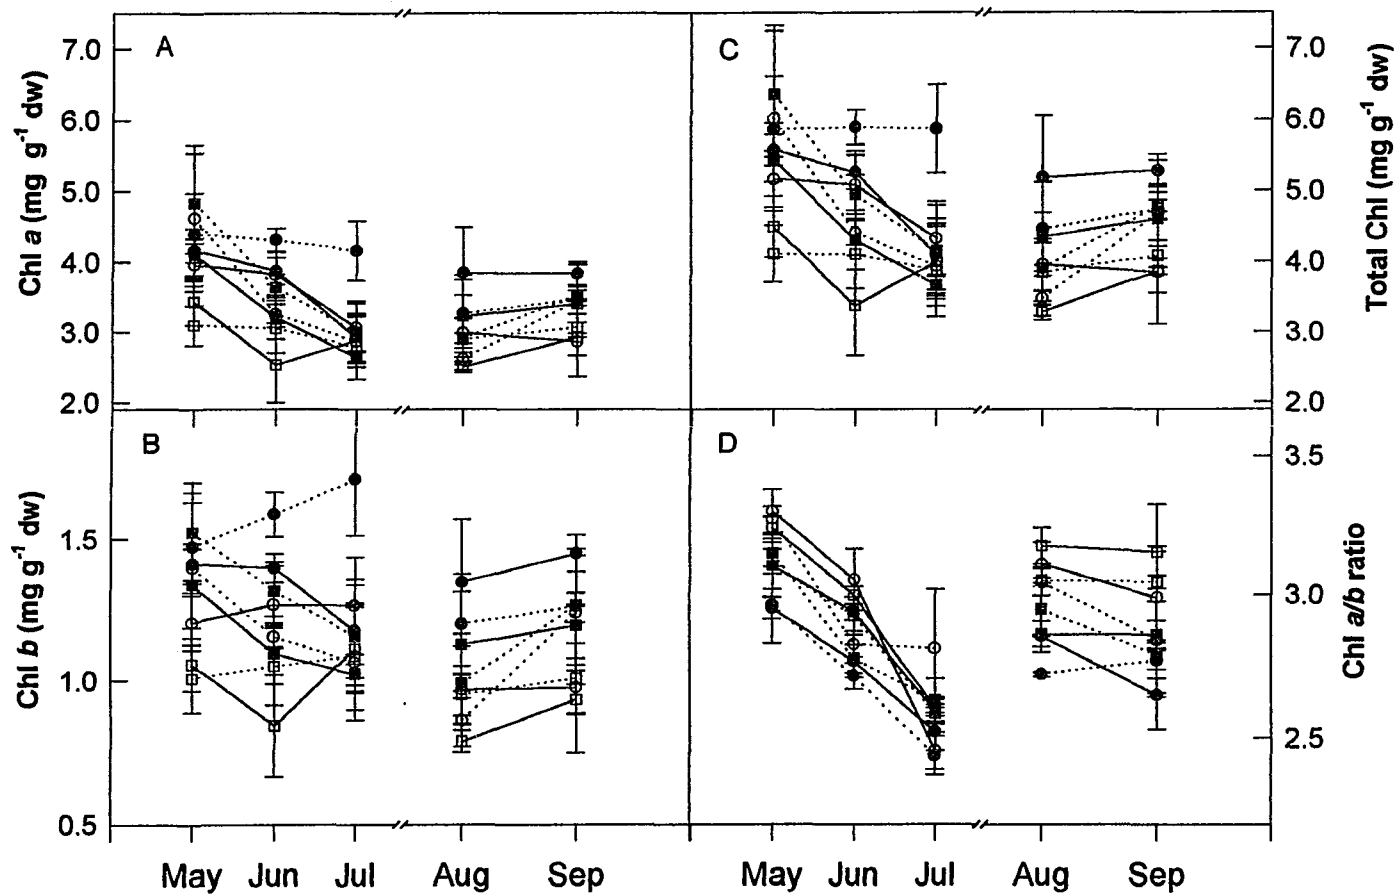 A
7.0
6.0
5.0
4.0
3.0
2.0
Chl a (mg g-1 dw)
C
7.0
6.0
5.0
4.0
3.0
2.0
Total Chl (mg g-1 dw)
B
1.5
1.0
0.5
Chl b (mg g-1 dw)
D
3.5
3.0
2.5
Chl a/b ratio
May Jun Jul Aug Sep
May Jun Jul Aug Sep